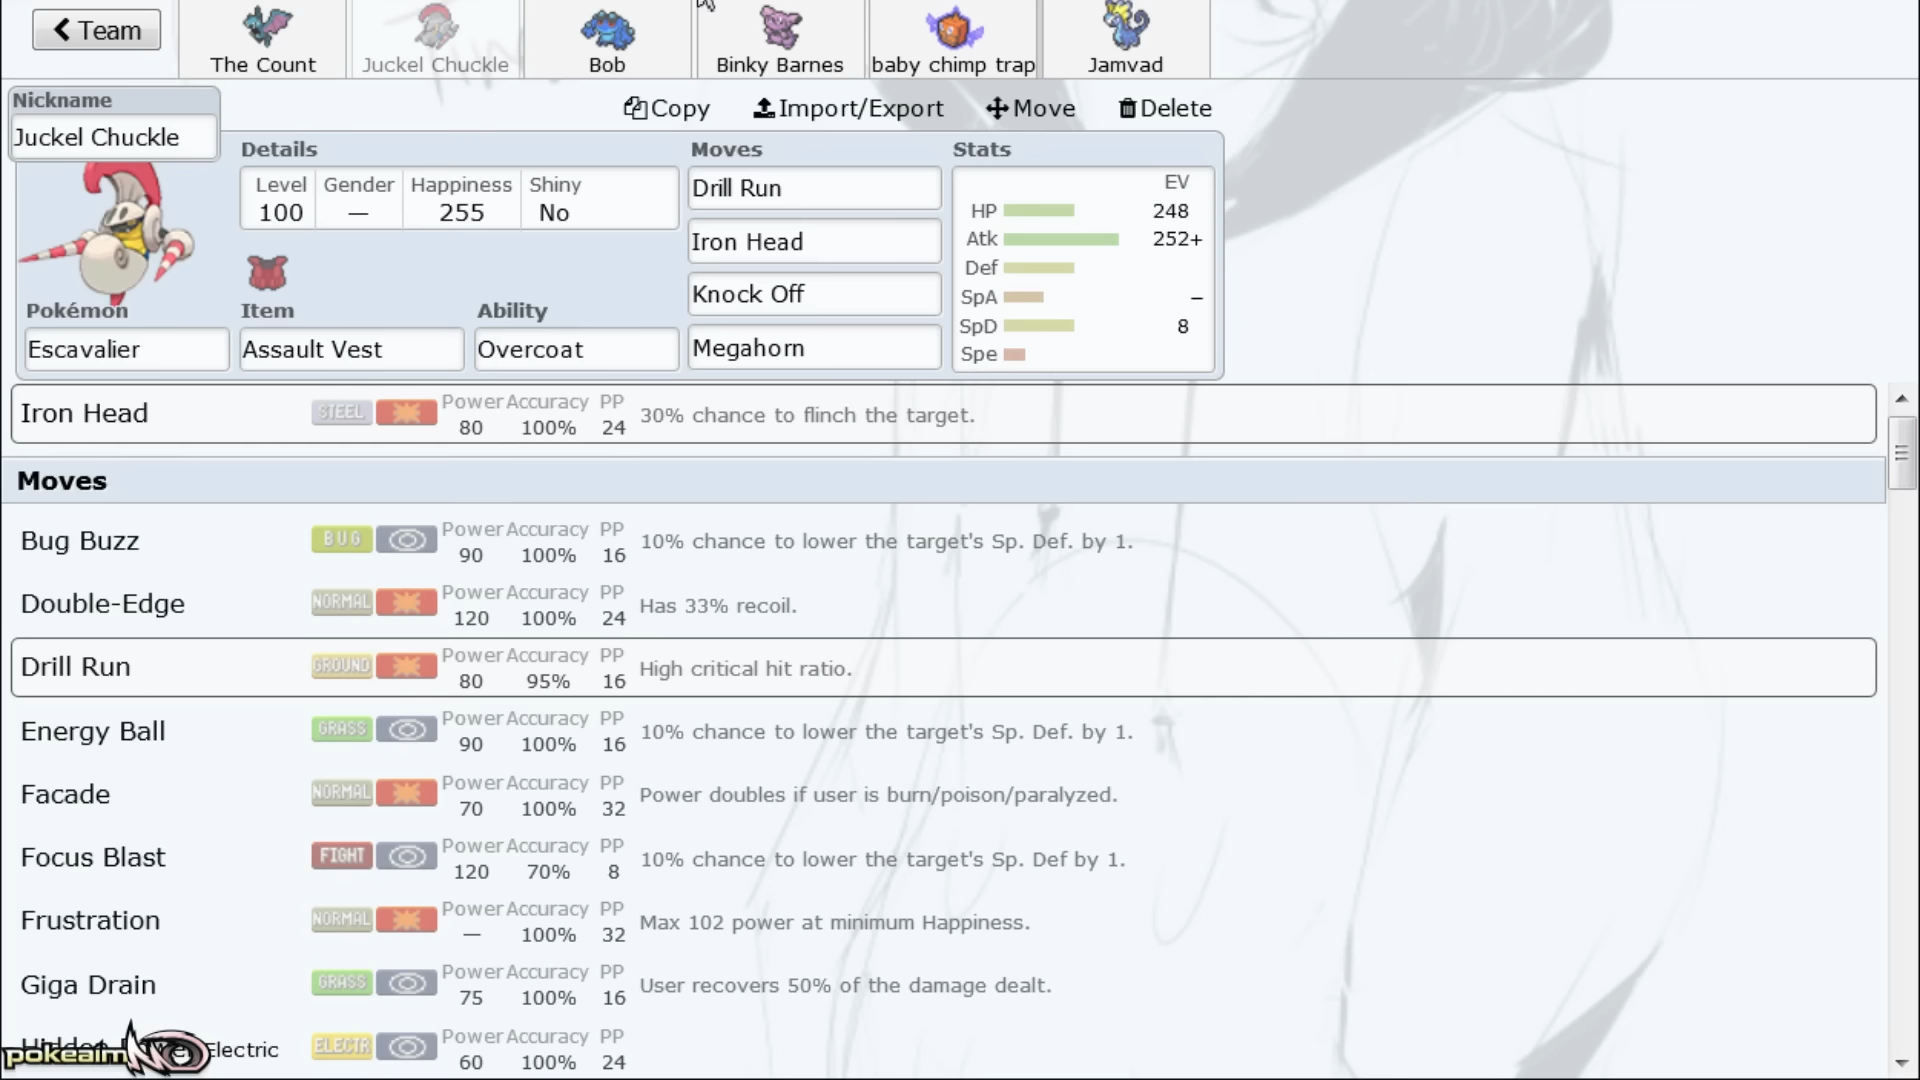 Team
The Count
Juckel Chuckle
Bob
Binky Barnes
baby chimp trap
Jamvad
Nickname
Juckel Chuckle
Copy
Import/Export
Move
Delete
Details
Level Gender Happiness Shiny
100 — 255 No
Pokémon
Escavalier
Item
Assault Vest
Ability
Overcoat
Moves
Drill Run
Iron Head
Knock Off
Megahorn
Stats
EV
HP 248
Atk 252+
Def
SpA –
SpD 8
Spe
Iron Head STEEL Power 80 Accuracy 100% PP 24 30% chance to flinch the target.
Moves
Bug Buzz BUG Power 90 Accuracy 100% PP 16 10% chance to lower the target's Sp. Def. by 1.
Double-Edge NORMAL Power 120 Accuracy 100% PP 24 Has 33% recoil.
Drill Run GROUND Power 80 Accuracy 95% PP 16 High critical hit ratio.
Energy Ball GRASS Power 90 Accuracy 100% PP 16 10% chance to lower the target's Sp. Def. by 1.
Facade NORMAL Power 70 Accuracy 100% PP 32 Power doubles if user is burn/poison/paralyzed.
Focus Blast FIGHT Power 120 Accuracy 70% PP 8 10% chance to lower the target's Sp. Def by 1.
Frustration NORMAL Power — Accuracy 100% PP 32 Max 102 power at minimum Happiness.
Giga Drain GRASS Power 75 Accuracy 100% PP 16 User recovers 50% of the damage dealt.
Electric ELECTR Power 60 Accuracy 100% PP 24
pokeaim